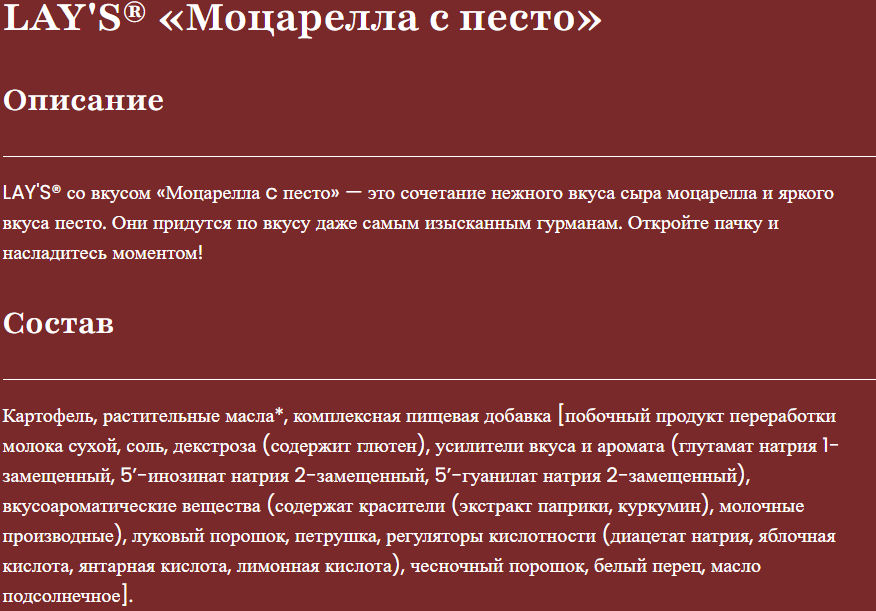 LAY'S® «Моцарелла с песто»
Описание
LAY'S® со вкусом «Моцарелла с песто» — это сочетание нежного вкуса сыра моцарелла и яркого
вкуса песто. Они придутся по вкусу даже самым изысканным гурманам. Откройте пачку и
насладитесь моментом!
Состав
Картофель, растительные масла*, комплексная пищевая добавка [побочный продукт переработки
молока сухой, соль, декстроза (содержит глютен), усилители вкуса и аромата (глутамат натрия 1-
замещенный, 5’-инозинат натрия 2-замещенный, 5’-гуанилат натрия 2-замещенный),
вкусоароматические вещества (содержат красители (экстракт паприки, куркумин), молочные
производные), луковый порошок, петрушка, регуляторы кислотности (диацетат натрия, яблочная
кислота, янтарная кислота, лимонная кислота), чесночный порошок, белый перец, масло
подсолнечное].